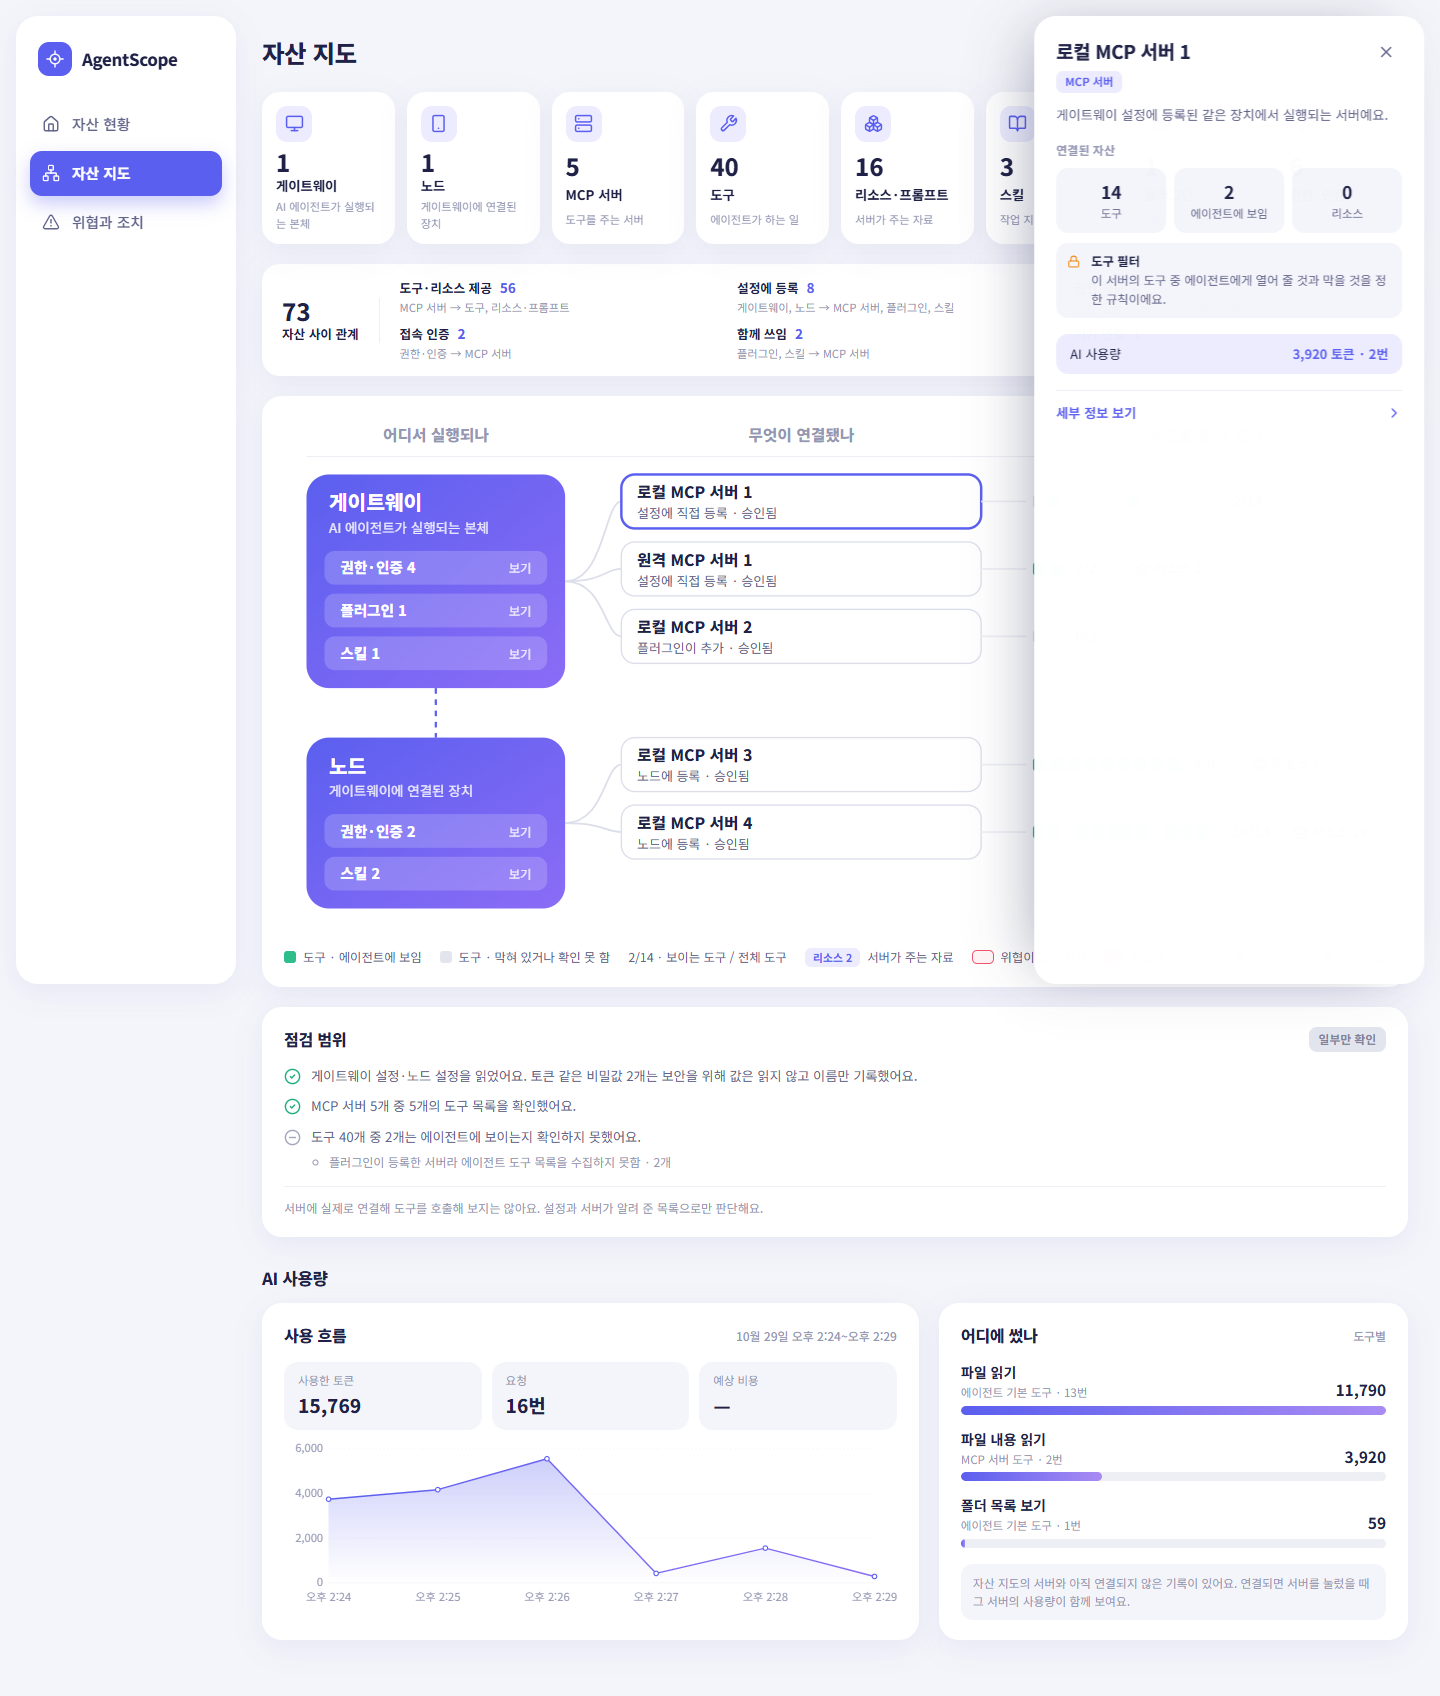 AgentScope
자산 현황
자산 지도
위협과 조치
자산 지도
1
게이트웨이
AI 에이전트가 실행되
는 본체
1
노드
게이트웨이에 연결된
장치
5
MCP 서버
도구를 주는 서버
40
도구
에이전트가 하는 일
16
리소스·프롬프트
서버가 주는 자료
3
스킬
작업 지
73
자산 사이 관계
도구·리소스 제공 56
MCP 서버 → 도구, 리소스·프롬프트
설정에 등록 8
게이트웨이, 노드 → MCP 서버, 플러그인, 스킬
접속 인증 2
권한·인증 → MCP 서버
함께 쓰임 2
플러그인, 스킬 → MCP 서버
어디서 실행되나
무엇이 연결됐나
게이트웨이
AI 에이전트가 실행되는 본체
권한·인증 4 보기
플러그인 1 보기
스킬 1 보기
노드
게이트웨이에 연결된 장치
권한·인증 2 보기
스킬 2 보기
로컬 MCP 서버 1
설정에 직접 등록 · 승인됨
원격 MCP 서버 1
설정에 직접 등록 · 승인됨
로컬 MCP 서버 2
플러그인이 추가 · 승인됨
로컬 MCP 서버 3
노드에 등록 · 승인됨
로컬 MCP 서버 4
노드에 등록 · 승인됨
도구 · 에이전트에 보임
도구 · 막혀 있거나 확인 못 함
2/14 · 보이는 도구 / 전체 도구
리소스 2 서버가 주는 자료
위협이
로컬 MCP 서버 1
MCP 서버
게이트웨이 설정에 등록된 같은 장치에서 실행되는 서버예요.
연결된 자산
14
도구
2
에이전트에 보임
0
리소스
도구 필터
이 서버의 도구 중 에이전트에게 열어 줄 것과 막을 것을 정
한 규칙이에요.
AI 사용량 3,920 토큰 · 2번
세부 정보 보기
점검 범위
일부만 확인
게이트웨이 설정·노드 설정을 읽었어요. 토큰 같은 비밀값 2개는 보안을 위해 값은 읽지 않고 이름만 기록했어요.
MCP 서버 5개 중 5개의 도구 목록을 확인했어요.
도구 40개 중 2개는 에이전트에 보이는지 확인하지 못했어요.
플러그인이 등록한 서버라 에이전트 도구 목록을 수집하지 못함 · 2개
서버에 실제로 연결해 도구를 호출해 보지는 않아요. 설정과 서버가 알려 준 목록으로만 판단해요.
AI 사용량
사용 흐름
10월 29일 오후 2:24~오후 2:29
사용한 토큰
15,769
요청
16번
예상 비용
—
6,000
4,000
2,000
0
오후 2:24 오후 2:25 오후 2:26 오후 2:27 오후 2:28 오후 2:29
어디에 썼나
도구별
파일 읽기
에이전트 기본 도구 · 13번
11,790
파일 내용 읽기
MCP 서버 도구 · 2번
3,920
폴더 목록 보기
에이전트 기본 도구 · 1번
59
자산 지도의 서버와 아직 연결되지 않은 기록이 있어요. 연결되면 서버를 눌렀을 때
그 서버의 사용량이 함께 보여요.